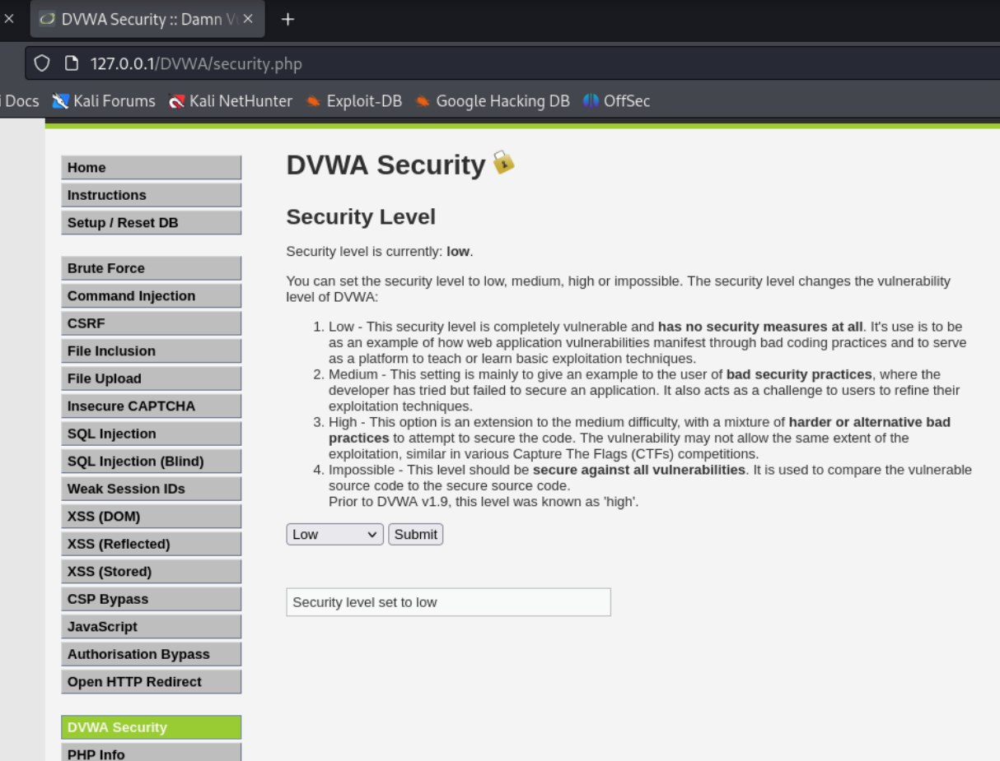 DVWA Security :: Damn V
127.0.0.1/DVWA/security.php
i Docs Kali Forums Kali NetHunter Exploit-DB Google Hacking DB OffSec
Home
Instructions
Setup / Reset DB
Brute Force
Command Injection
CSRF
File Inclusion
File Upload
Insecure CAPTCHA
SQL Injection
SQL Injection (Blind)
Weak Session IDs
XSS (DOM)
XSS (Reflected)
XSS (Stored)
CSP Bypass
JavaScript
Authorisation Bypass
Open HTTP Redirect
DVWA Security
PHP Info
DVWA Security
Security Level
Security level is currently: low.
You can set the security level to low, medium, high or impossible. The security level changes the vulnerability
level of DVWA:
1. Low - This security level is completely vulnerable and has no security measures at all. It's use is to be
as an example of how web application vulnerabilities manifest through bad coding practices and to serve
as a platform to teach or learn basic exploitation techniques.
2. Medium - This setting is mainly to give an example to the user of bad security practices, where the
developer has tried but failed to secure an application. It also acts as a challenge to users to refine their
exploitation techniques.
3. High - This option is an extension to the medium difficulty, with a mixture of harder or alternative bad
practices to attempt to secure the code. The vulnerability may not allow the same extent of the
exploitation, similar in various Capture The Flags (CTFs) competitions.
4. Impossible - This level should be secure against all vulnerabilities. It is used to compare the vulnerable
source code to the secure source code.
Prior to DVWA v1.9, this level was known as 'high'.
Low Submit
Security level set to low